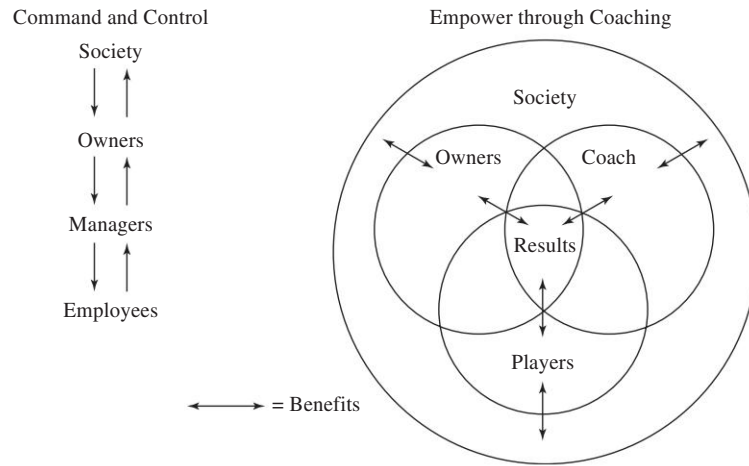 Command and Control
Society
Owners
Managers
Employees
Empower through Coaching
Society
Owners
Coach
Results
Players
= Benefits